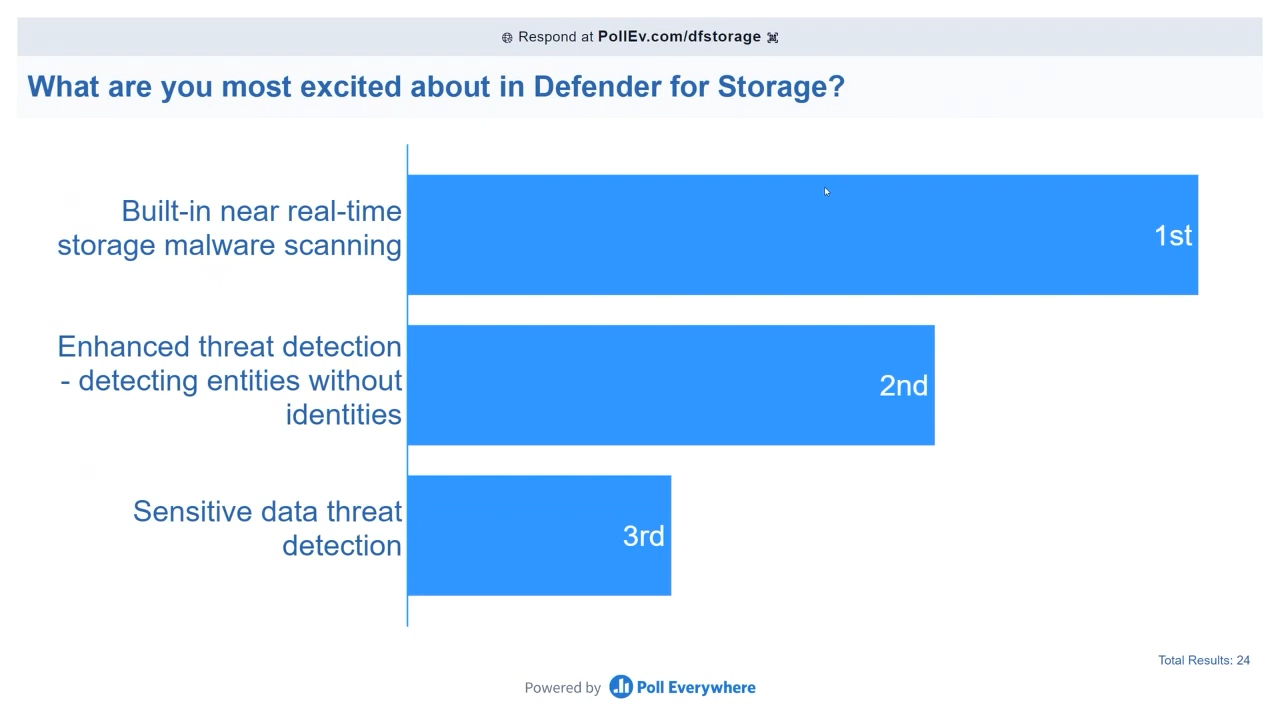 Respond at PollEv.com/dfstorage
What are you most excited about in Defender for Storage?
Built-in near real-time
storage malware scanning
1st
Enhanced threat detection
- detecting entities without
identities
2nd
Sensitive data threat
detection
3rd
Total Results: 24
Powered by Poll Everywhere